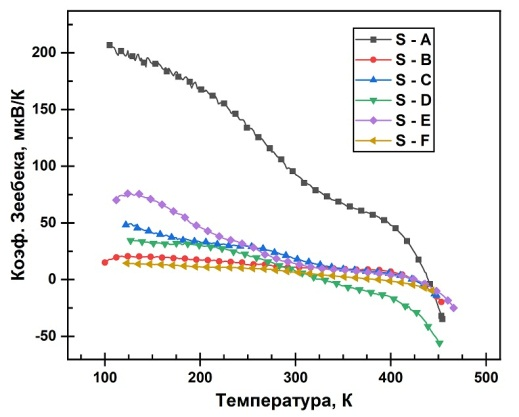 Коэф. Зеебека, мкВ/К
200
150
100
50
0
-50
S - A
S - B
S - C
S - D
S - E
S - F
100
200
300
400
500
Температура, К